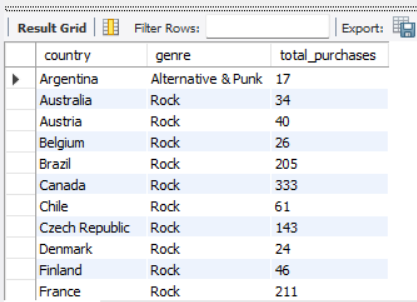 Result Grid Filter Rows: Export:
country genre total_purchases
Argentina Alternative & Punk 17
Australia Rock 34
Austria Rock 40
Belgium Rock 26
Brazil Rock 205
Canada Rock 333
Chile Rock 61
Czech Republic Rock 143
Denmark Rock 24
Finland Rock 46
France Rock 211